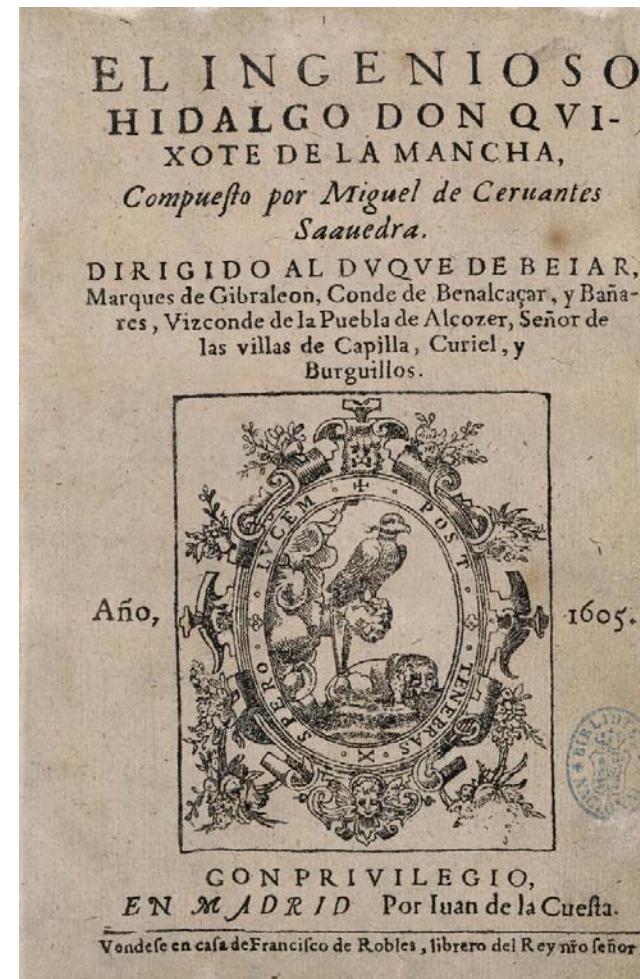 EL INGENIOSO
HIDALGO DON QVI-
XOTE DE LA MANCHA,
Compueſto por Miguel de Ceruantes
Saauedra.
DIRIGIDO AL DVQVE DE BEIAR,
Marques de Gibraleon, Conde de Benalcaçar, y Baña-
res, Vizconde de la Puebla de Alcozer, Señor de
las villas de Capilla, Curiel, y
Burguillos.
SPERO LVCEM POST TENEBRAS
Año, 1605.
CON PRIVILEGIO,
EN MADRID Por Iuan de la Cueſta.
Vendeſe en caſa de Franciſco de Robles, librero del Rey nro ſeñor